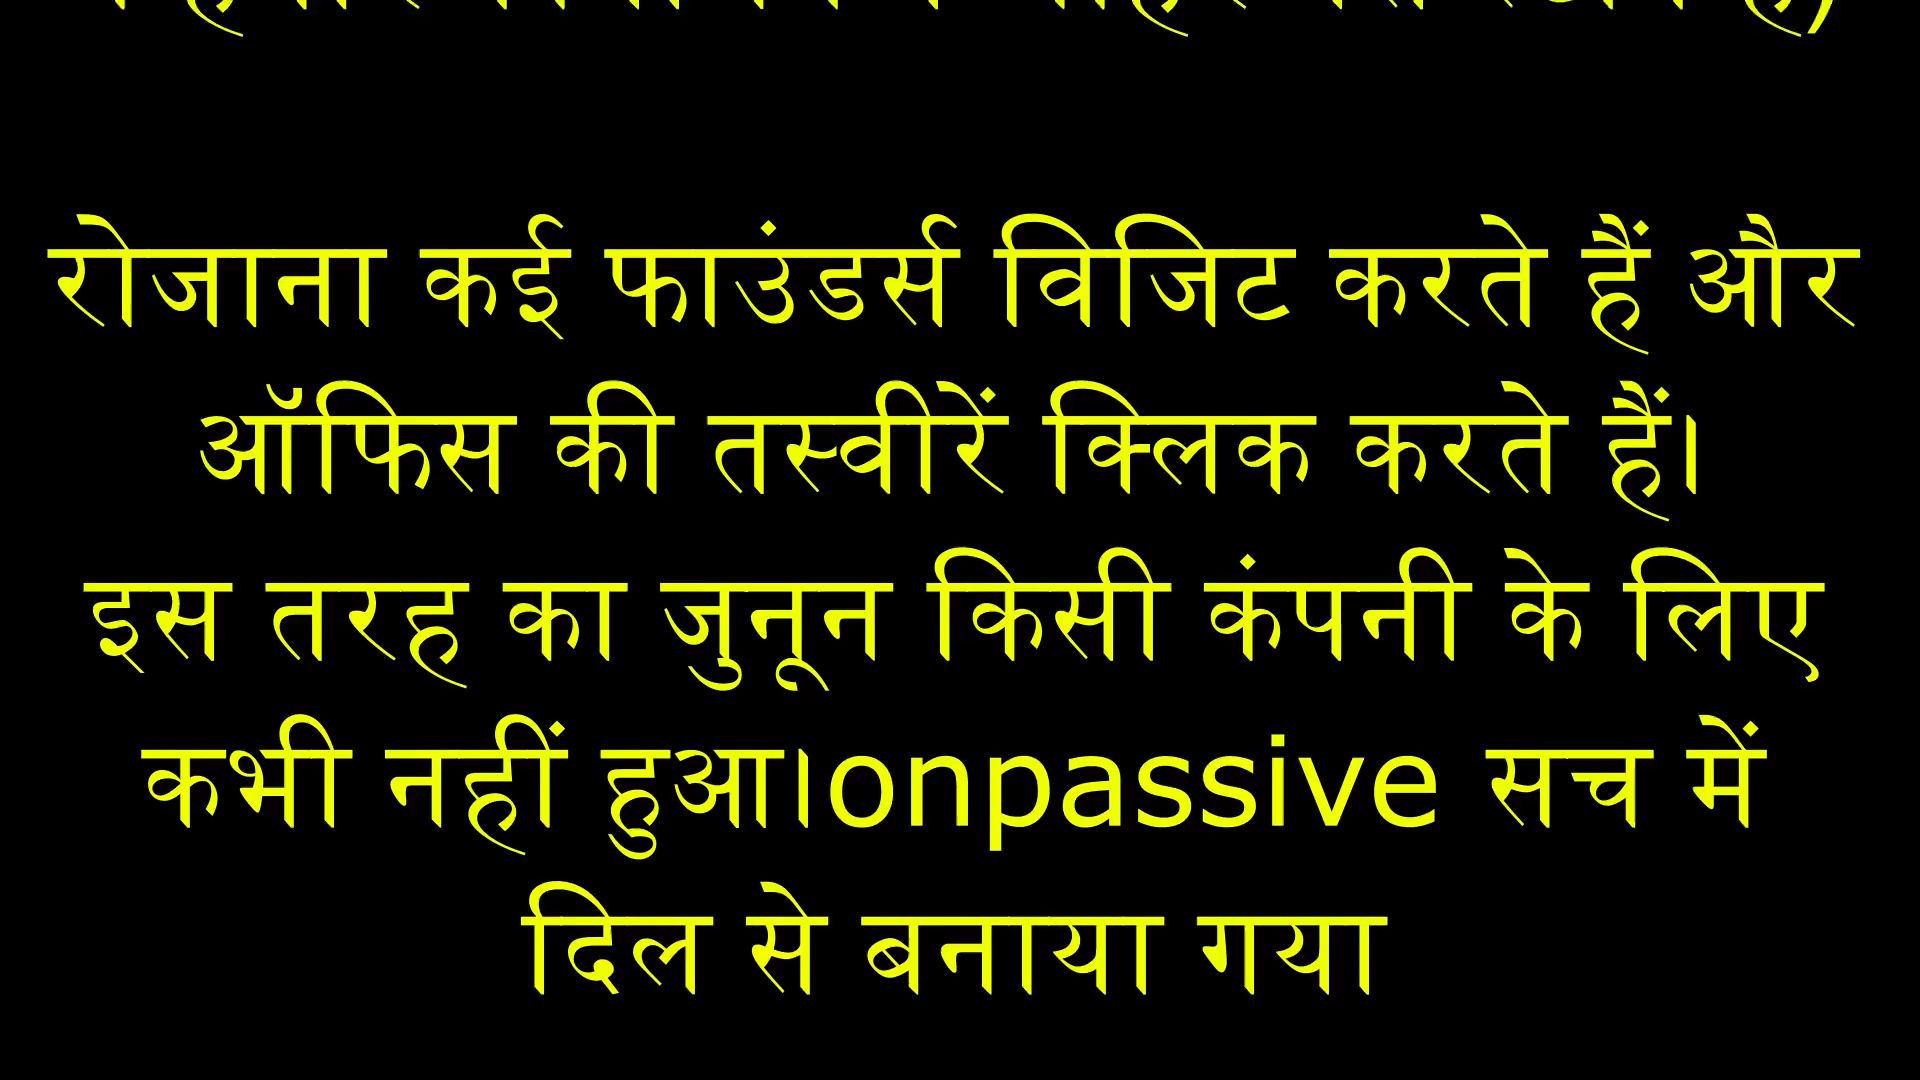 रोजाना कई फाउंडर्स विजिट करते हैं और
ऑफिस की तस्वीरें क्लिक करते हैं।
इस तरह का जुनून किसी कंपनी के लिए
कभी नहीं हुआ।onpassive सच में
दिल से बनाया गया